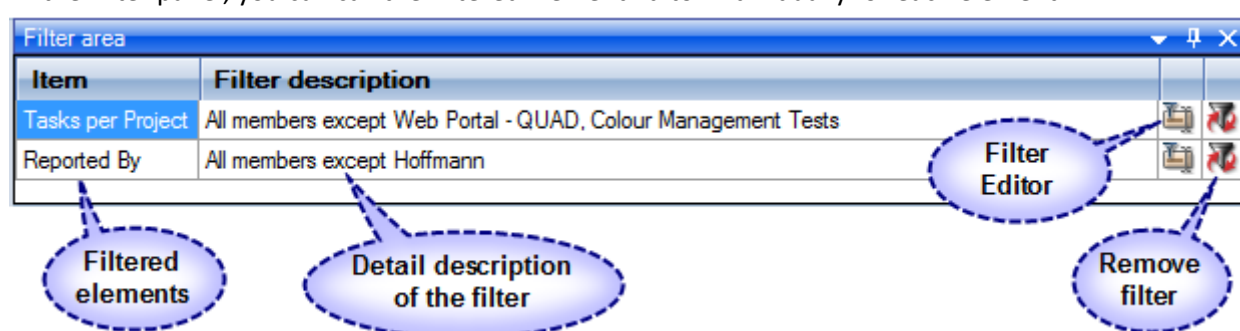 Filter area
Item Filter description
Tasks per Project All members except Web Portal - QUAD, Colour Management Tests
Reported By All members except Hoffmann
Filter
Editor
Filtered
elements
Detail description
of the filter
Remove
filter